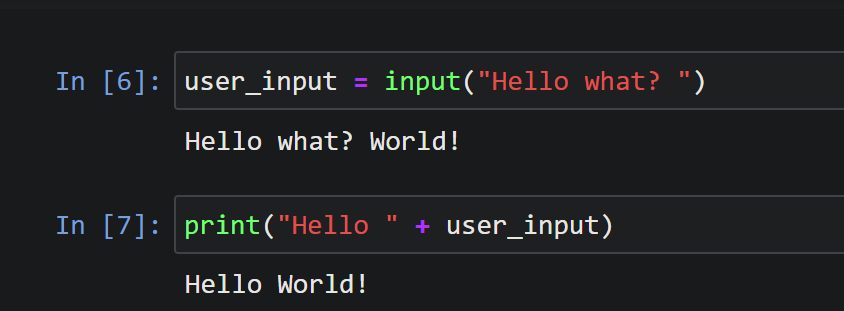 In [6]: user_input = input("Hello what? ")
Hello what? World!
In [7]: print("Hello " + user_input)
Hello World!